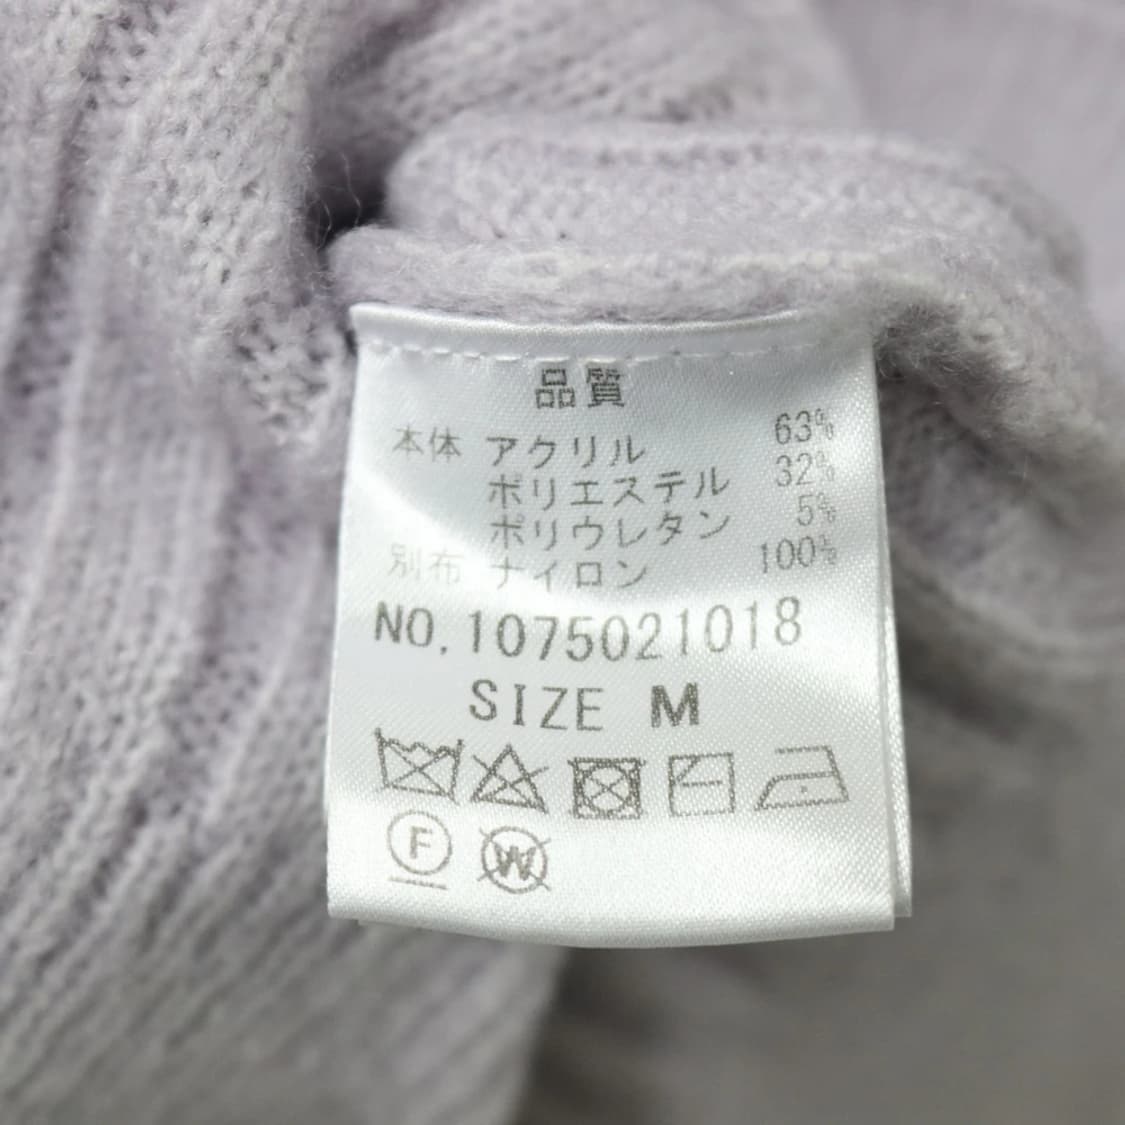 品質
本体 アクリル 63%
ポリエステル 32%
ポリウレタン 5%
別布 ナイロン 100%
NO.1075021018
SIZE M
F W